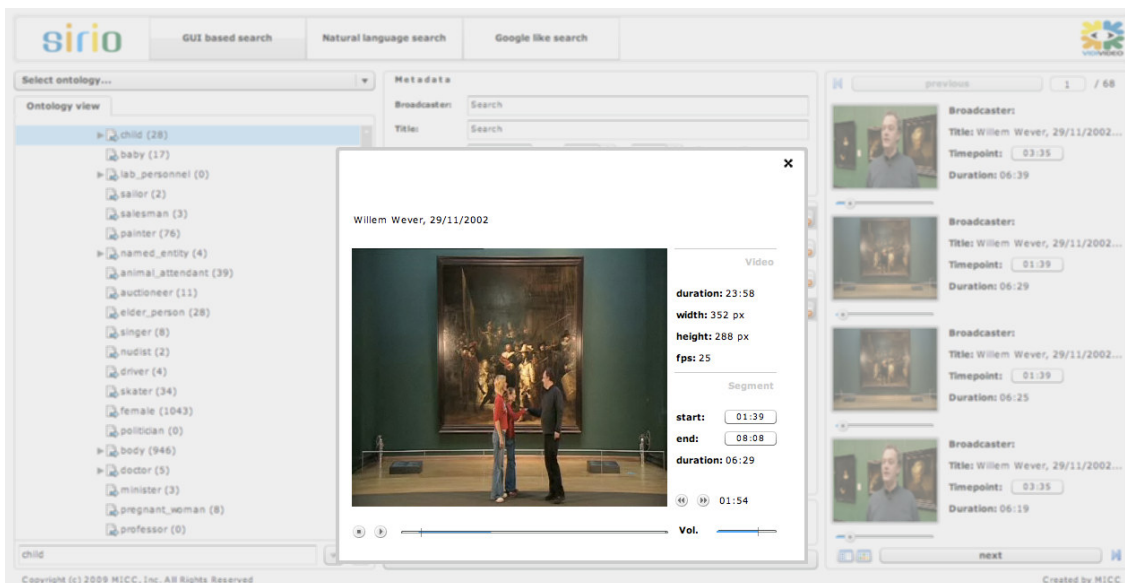 sirio
GUI based search
Natural language search
Google like search
VIDIVIDEO
Select ontology...
Ontology view
child (28)
baby (17)
lab_personnel (0)
sailor (2)
salesman (3)
painter (76)
named_entity (4)
animal_attendant (39)
auctioneer (11)
elder_person (28)
singer (8)
nudist (2)
driver (4)
skater (34)
female (1043)
politician (0)
body (946)
doctor (5)
minister (3)
pregnant_woman (8)
professor (0)
child
Metadata
Broadcaster: Search
Title: Search
Willem Wever, 29/11/2002
Video
duration: 23:58
width: 352 px
height: 288 px
fps: 25
Segment
start: 01:39
end: 08:08
duration: 06:29
01:54
Vol.
previous 1 / 68
Broadcaster:
Title: Willem Wever, 29/11/2002...
Timepoint: 03:35
Duration: 06:39
Broadcaster:
Title: Willem Wever, 29/11/2002...
Timepoint: 01:39
Duration: 06:29
Broadcaster:
Title: Willem Wever, 29/11/2002...
Timepoint: 01:39
Duration: 06:25
Broadcaster:
Title: Willem Wever, 29/11/2002...
Timepoint: 03:35
Duration: 06:19
next
Copyright (c) 2009 MICC, Inc. All Rights Reserved
Created by MICC